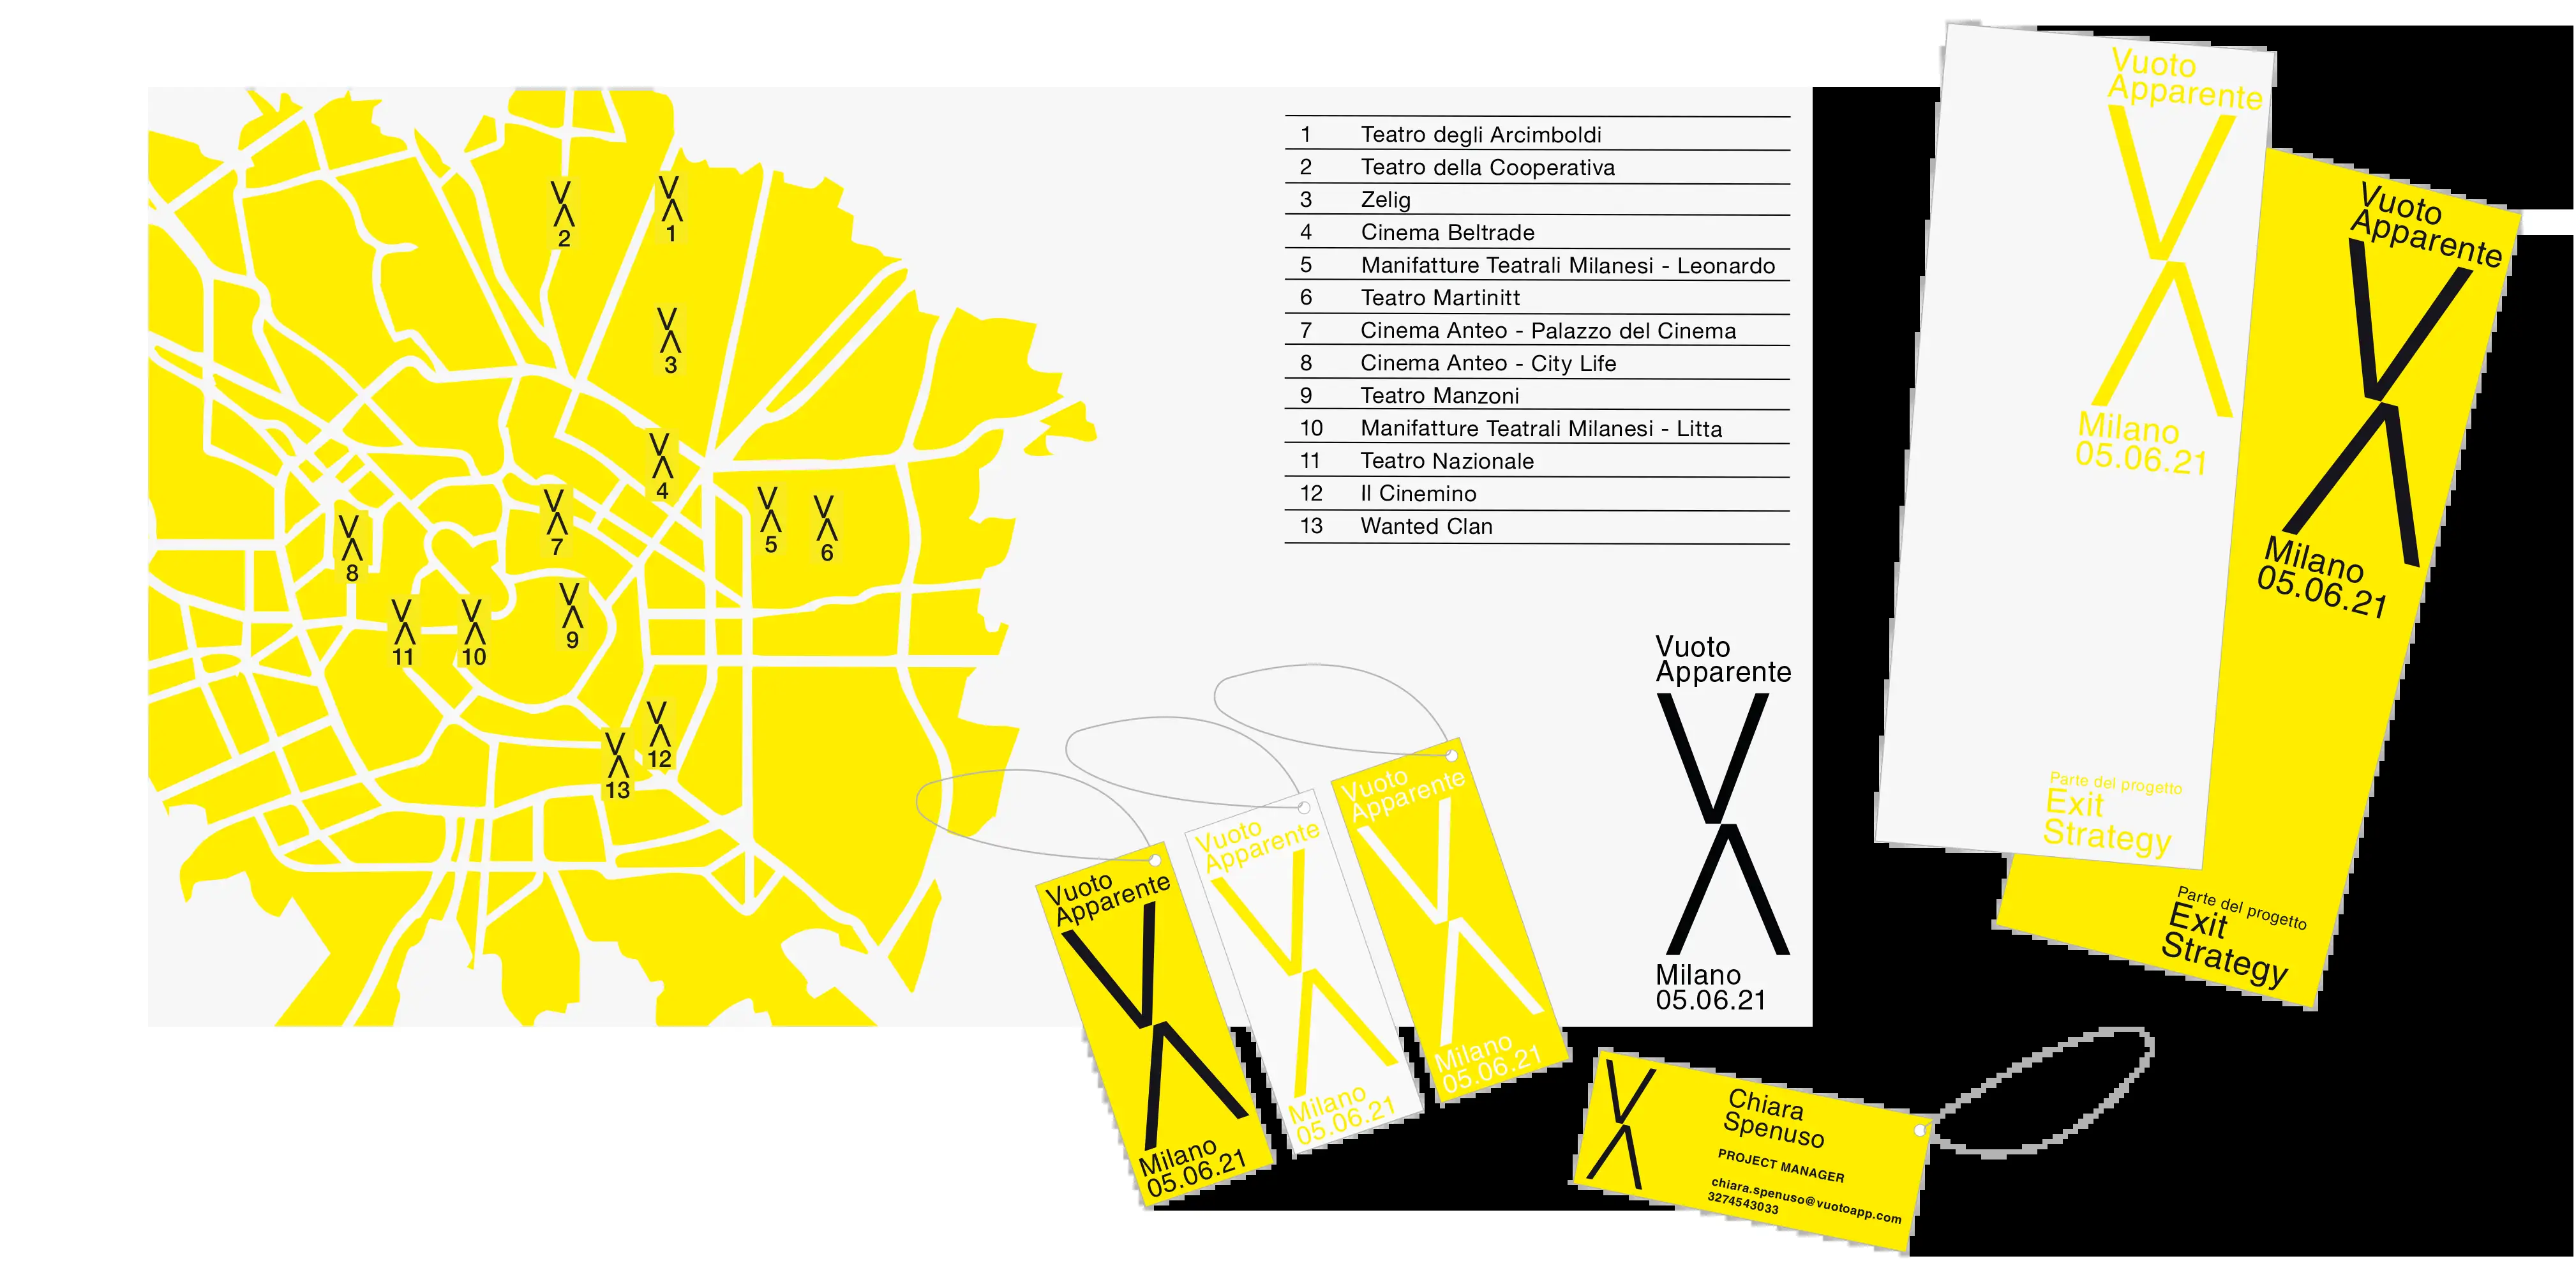 2
1
3
4
5
6
7
8
9
10
11
12
13
1 Teatro degli Arcimboldi
2 Teatro della Cooperativa
3 Zelig
4 Cinema Beltrade
5 Manifatture Teatrali Milanesi - Leonardo
6 Teatro Martinitt
7 Cinema Anteo - Palazzo del Cinema
8 Cinema Anteo - City Life
9 Teatro Manzoni
10 Manifatture Teatrali Milanesi - Litta
11 Teatro Nazionale
12 Il Cinemino
13 Wanted Clan
Vuoto
Apparente
Milano
05.06.21
Vuoto
Apparente
Milano
05.06.21
Vuoto
Apparente
Milano
05.06.21
Vuoto
Apparente
Milano
05.06.21
Vuoto
Apparente
Milano
05.06.21
Parte del progetto
Exit
Strategy
Vuoto
Apparente
Milano
05.06.21
Parte del progetto
Exit
Strategy
Chiara
Spenuso
PROJECT MANAGER
chiara.spenuso@vuotoapp.com
3274543033